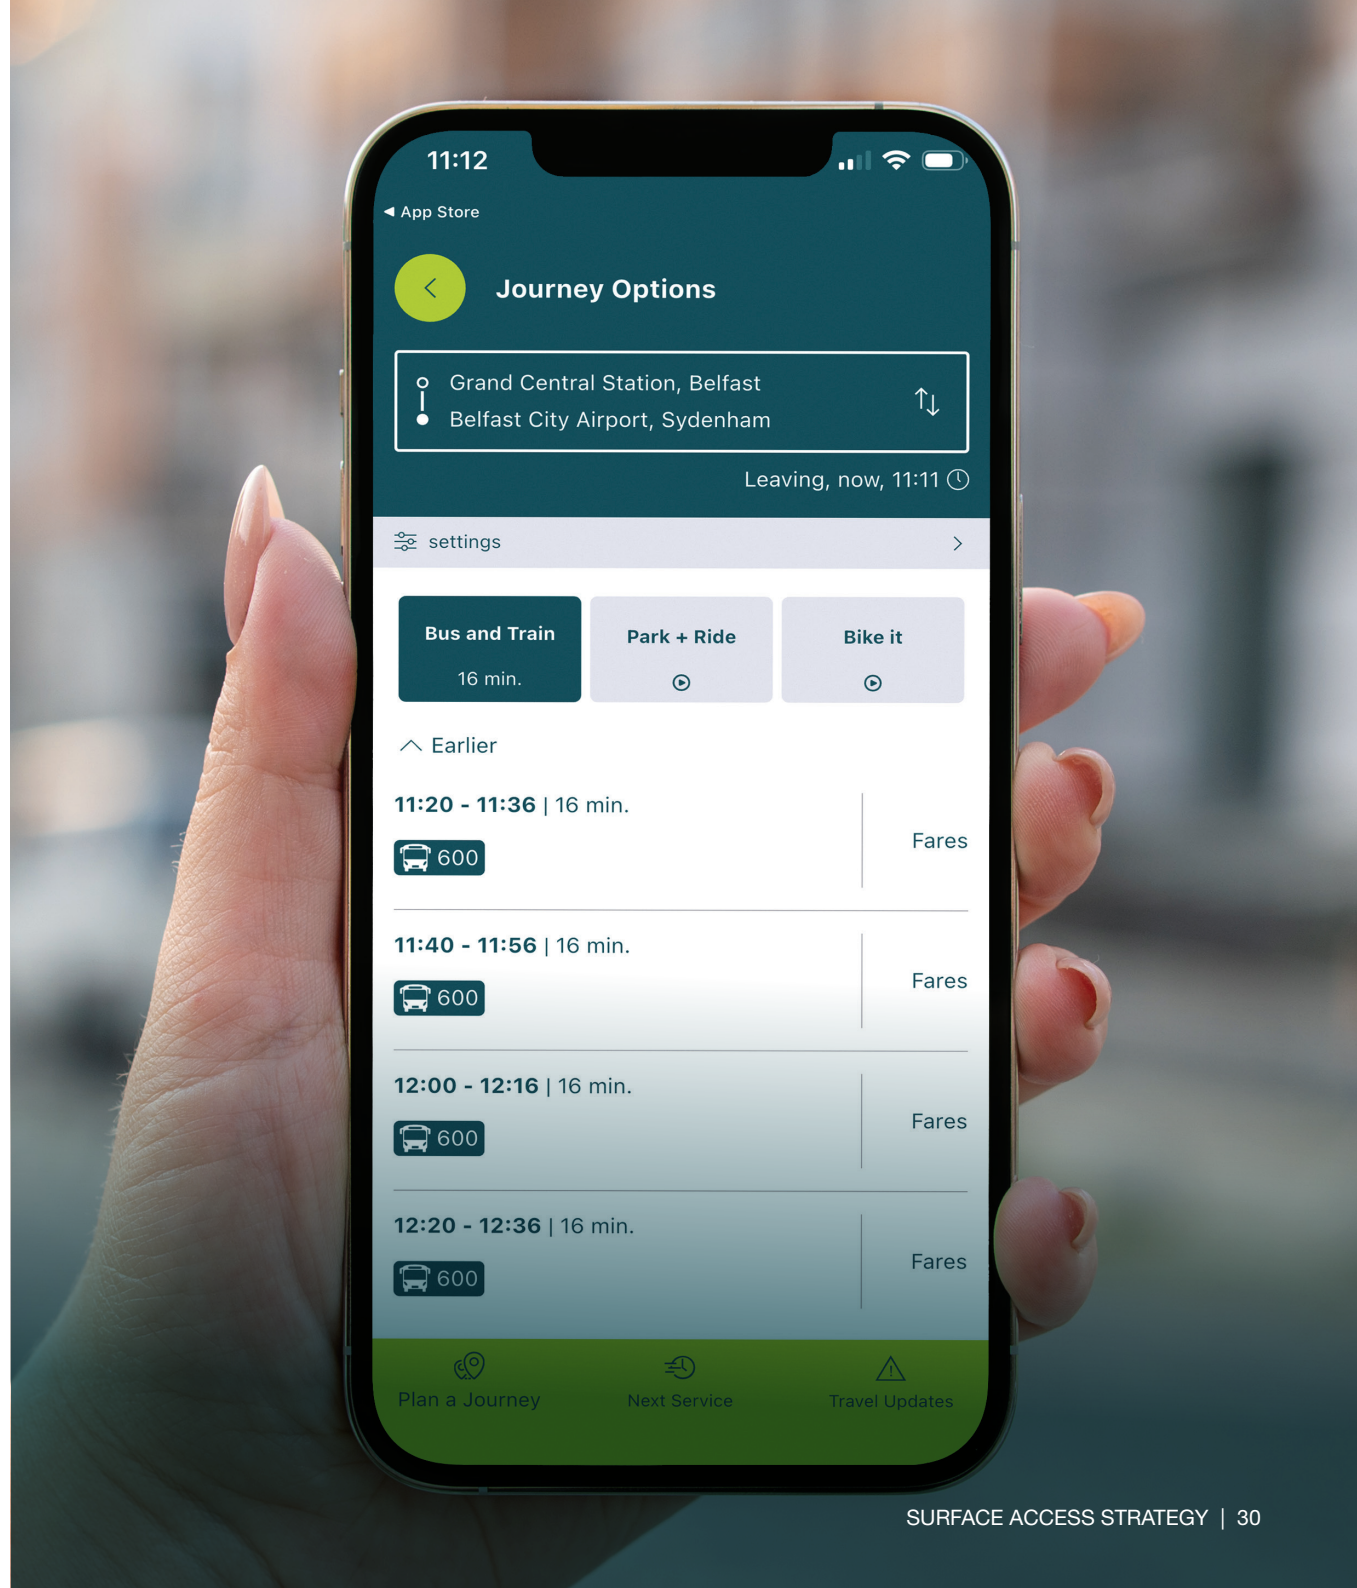 11:12
App Store
Journey Options
Grand Central Station, Belfast
Belfast City Airport, Sydenham
Leaving, now, 11:11
settings
Bus and Train
16 min.
Park + Ride
Bike it
Earlier
11:20 - 11:36 | 16 min.
600
Fares
11:40 - 11:56 | 16 min.
600
Fares
12:00 - 12:16 | 16 min.
600
Fares
12:20 - 12:36 | 16 min.
600
Fares
Plan a Journey
Next Service
Travel Updates
SURFACE ACCESS STRATEGY | 30